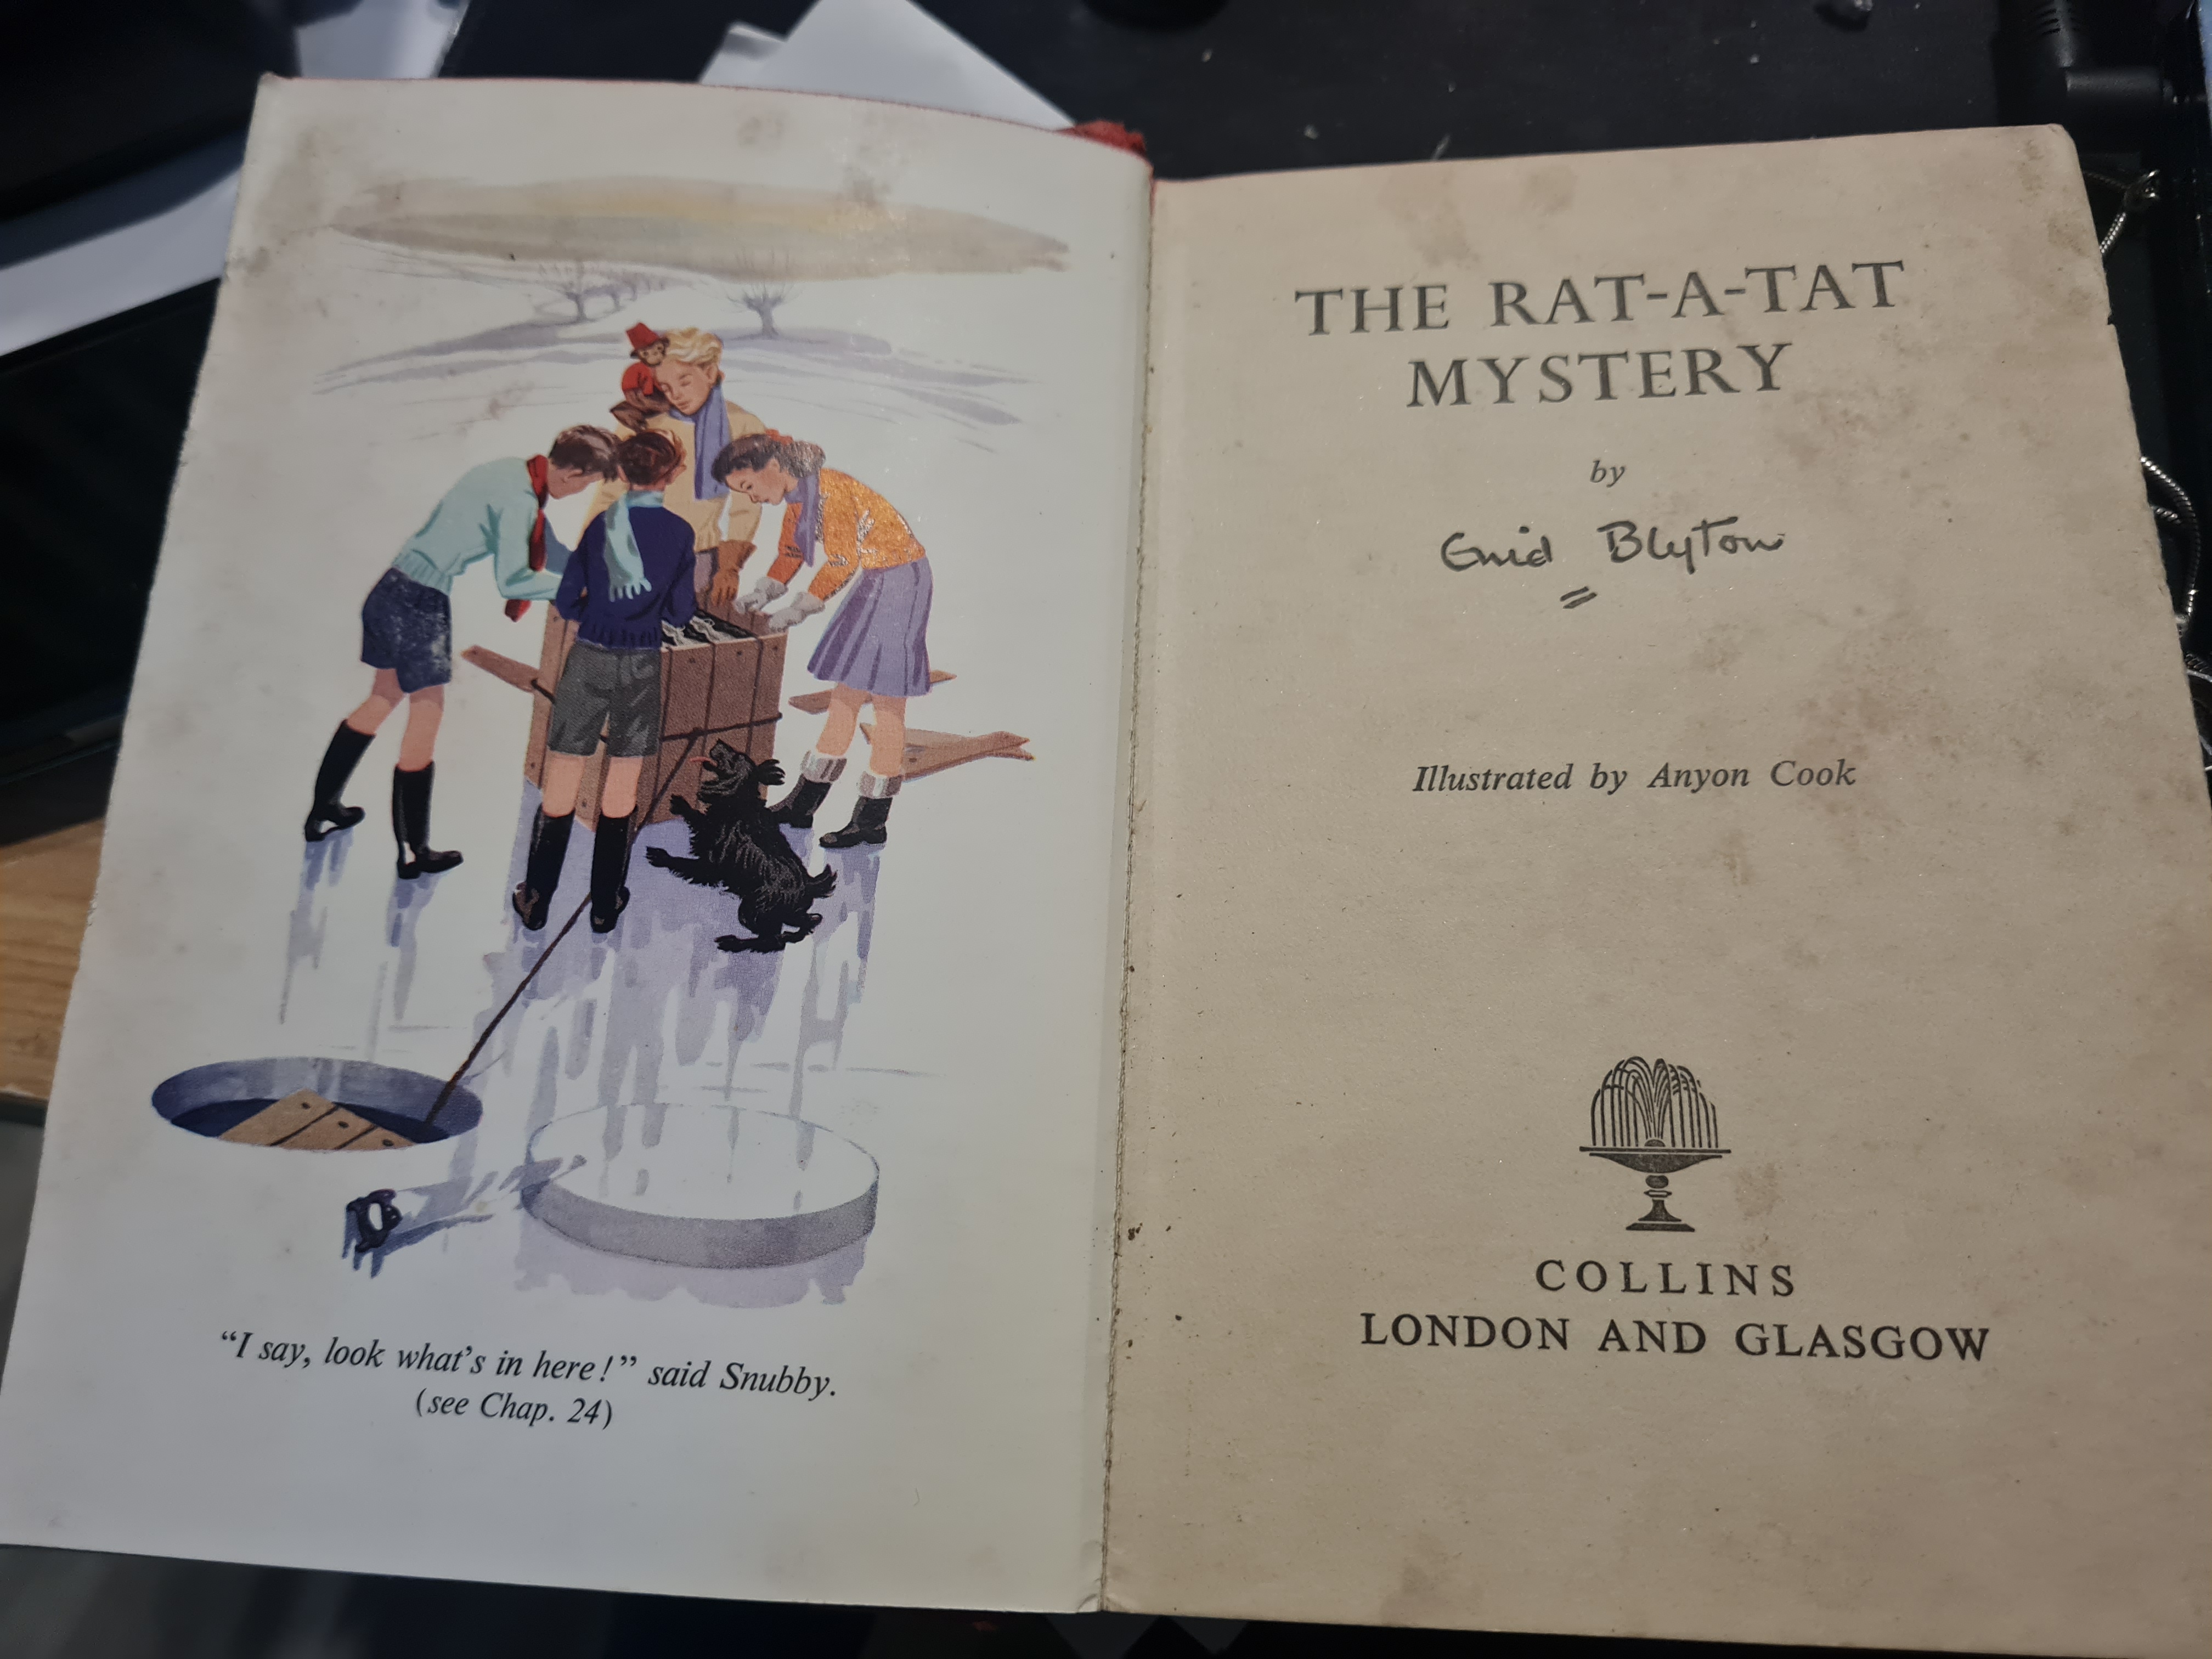 "I say, look what's in here!" said Snubby.
(see Chap. 24)
THE RAT-A-TAT
MYSTERY
by
Enid Blyton
Illustrated by Anyon Cook
COLLINS
LONDON AND GLASGOW